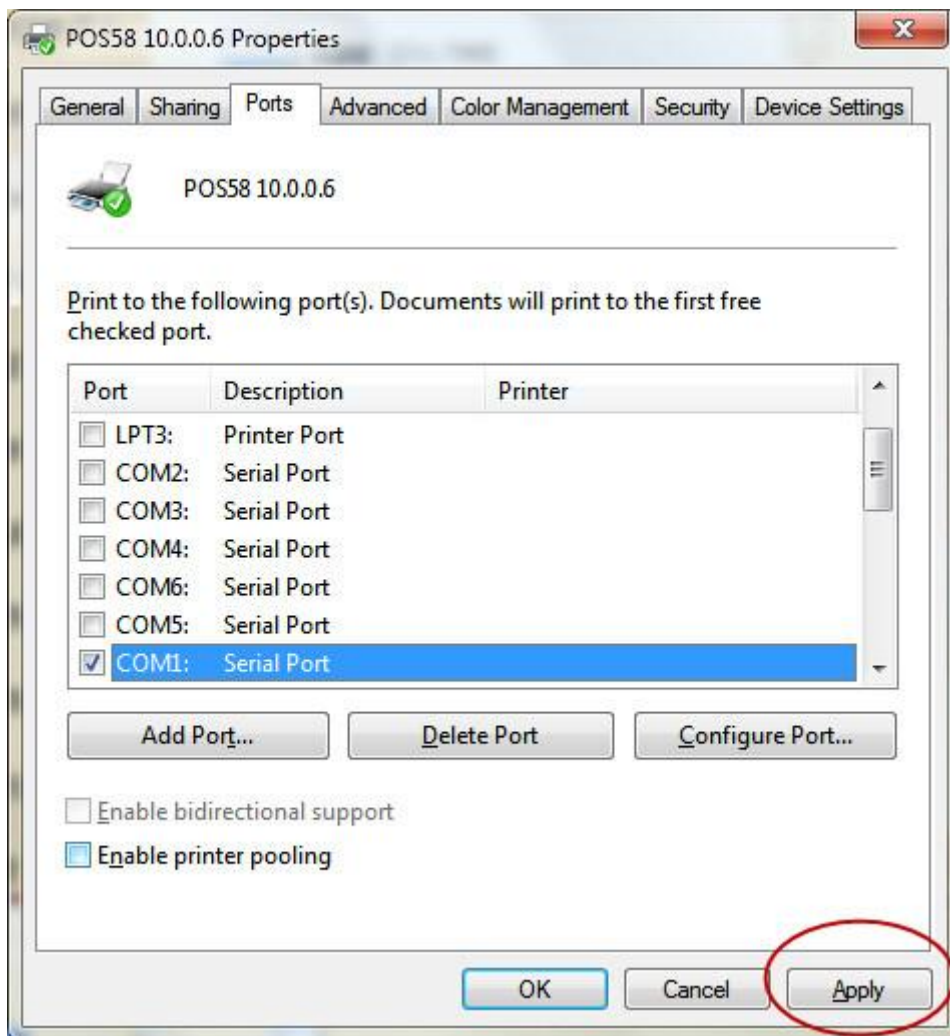 POS58 10.0.0.6 Properties
General Sharing Ports Advanced Color Management Security Device Settings
POS58 10.0.0.6
Print to the following port(s). Documents will print to the first free
checked port.
Port Description Printer
LPT3: Printer Port
COM2: Serial Port
COM3: Serial Port
COM4: Serial Port
COM6: Serial Port
COM5: Serial Port
COM1: Serial Port
Add Port... Delete Port Configure Port...
Enable bidirectional support
Enable printer pooling
OK Cancel Apply